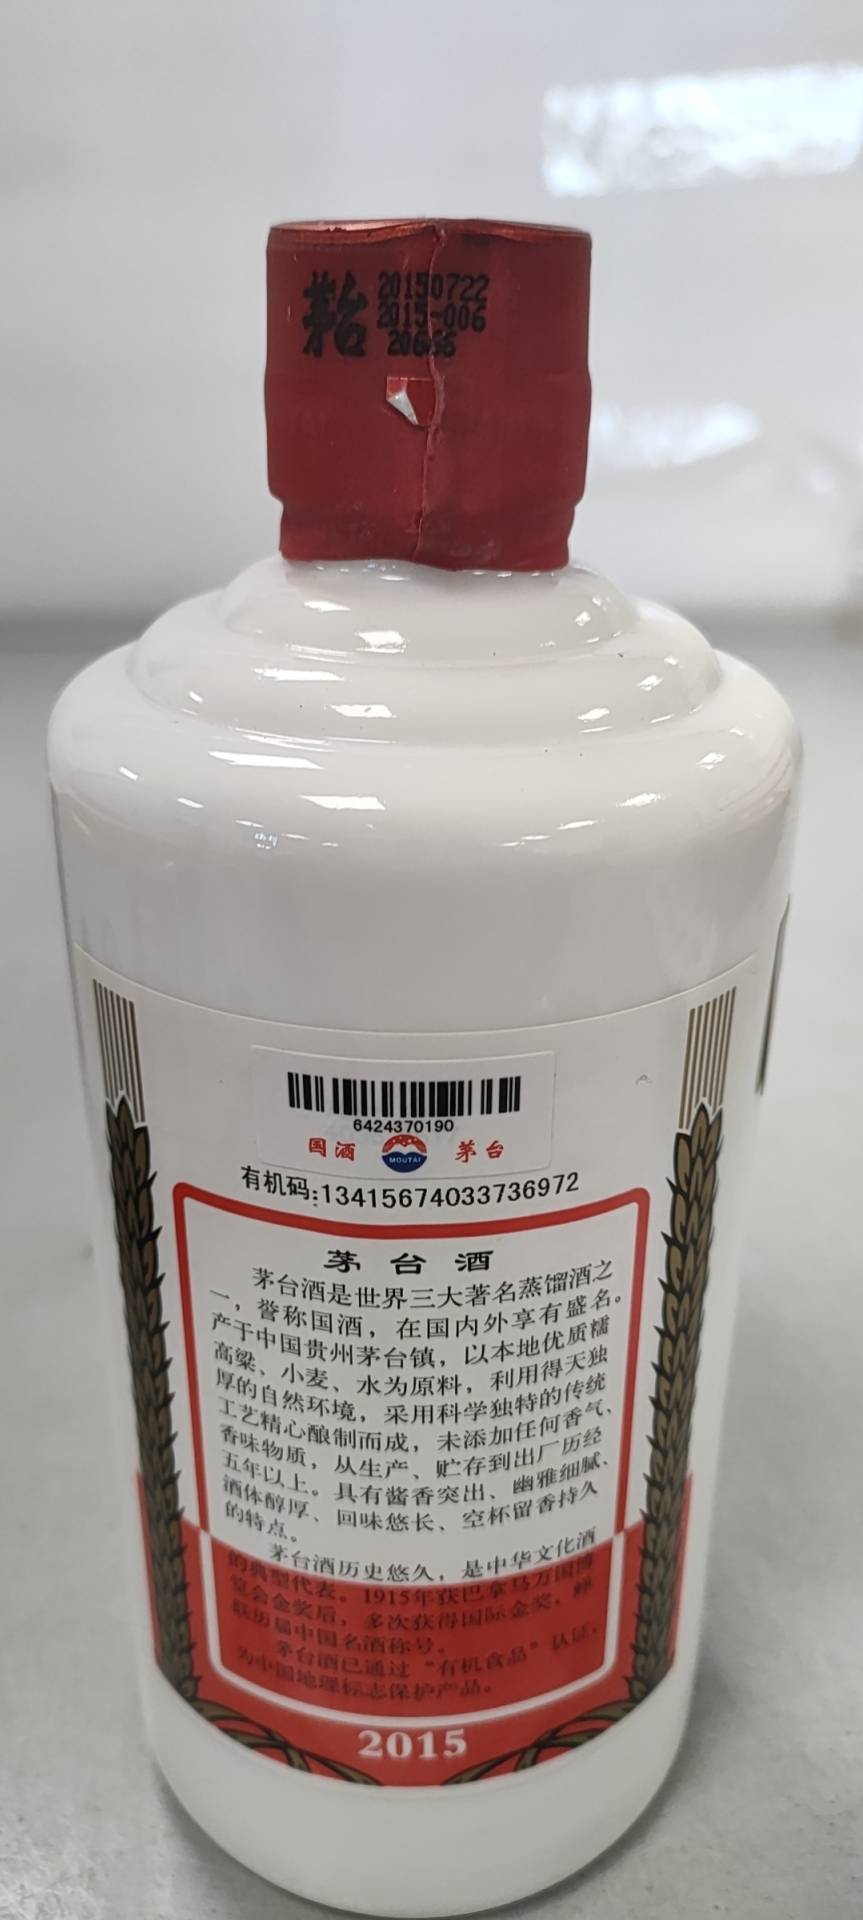 茅台
20150722
2015-006
6424370190
国酒 MOUTAI 茅台
有机码:13415674033736972
茅台酒
茅台酒是世界三大著名蒸馏酒之
一，誉称国酒，在国内外享有盛名。
产于中国贵州茅台镇，以本地优质糯
高粱、小麦、水为原料，利用得天独
厚的自然环境，采用科学独特的传统
工艺精心酿制而成，未添加任何香气、
香味物质，从生产、贮存到出厂历经
五年以上。具有酱香突出、幽雅细腻、
酒体醇厚、回味悠长、空杯留香持久
的特点。
茅台酒历史悠久，是中华文化酒
的典型代表。1915年获巴拿马万国博
览会金奖后，多次获得国际金奖，蝉
联历届中国名酒称号。
茅台酒已通过“有机食品”认证，
为中国地理标志保护产品。
2015